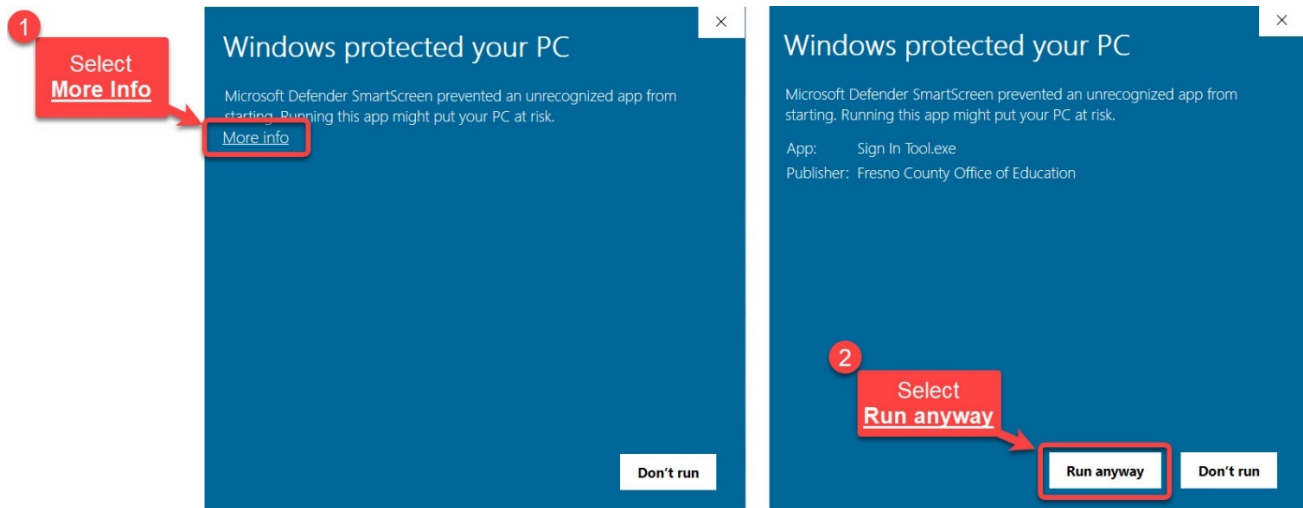 1
Select
More Info
Windows protected your PC
Microsoft Defender SmartScreen prevented an unrecognized app from
starting. Running this app might put your PC at risk.
More info
Don't run
Windows protected your PC
Microsoft Defender SmartScreen prevented an unrecognized app from
starting. Running this app might put your PC at risk.
App: Sign In Tool.exe
Publisher: Fresno County Office of Education
2
Select
Run anyway
Run anyway
Don't run